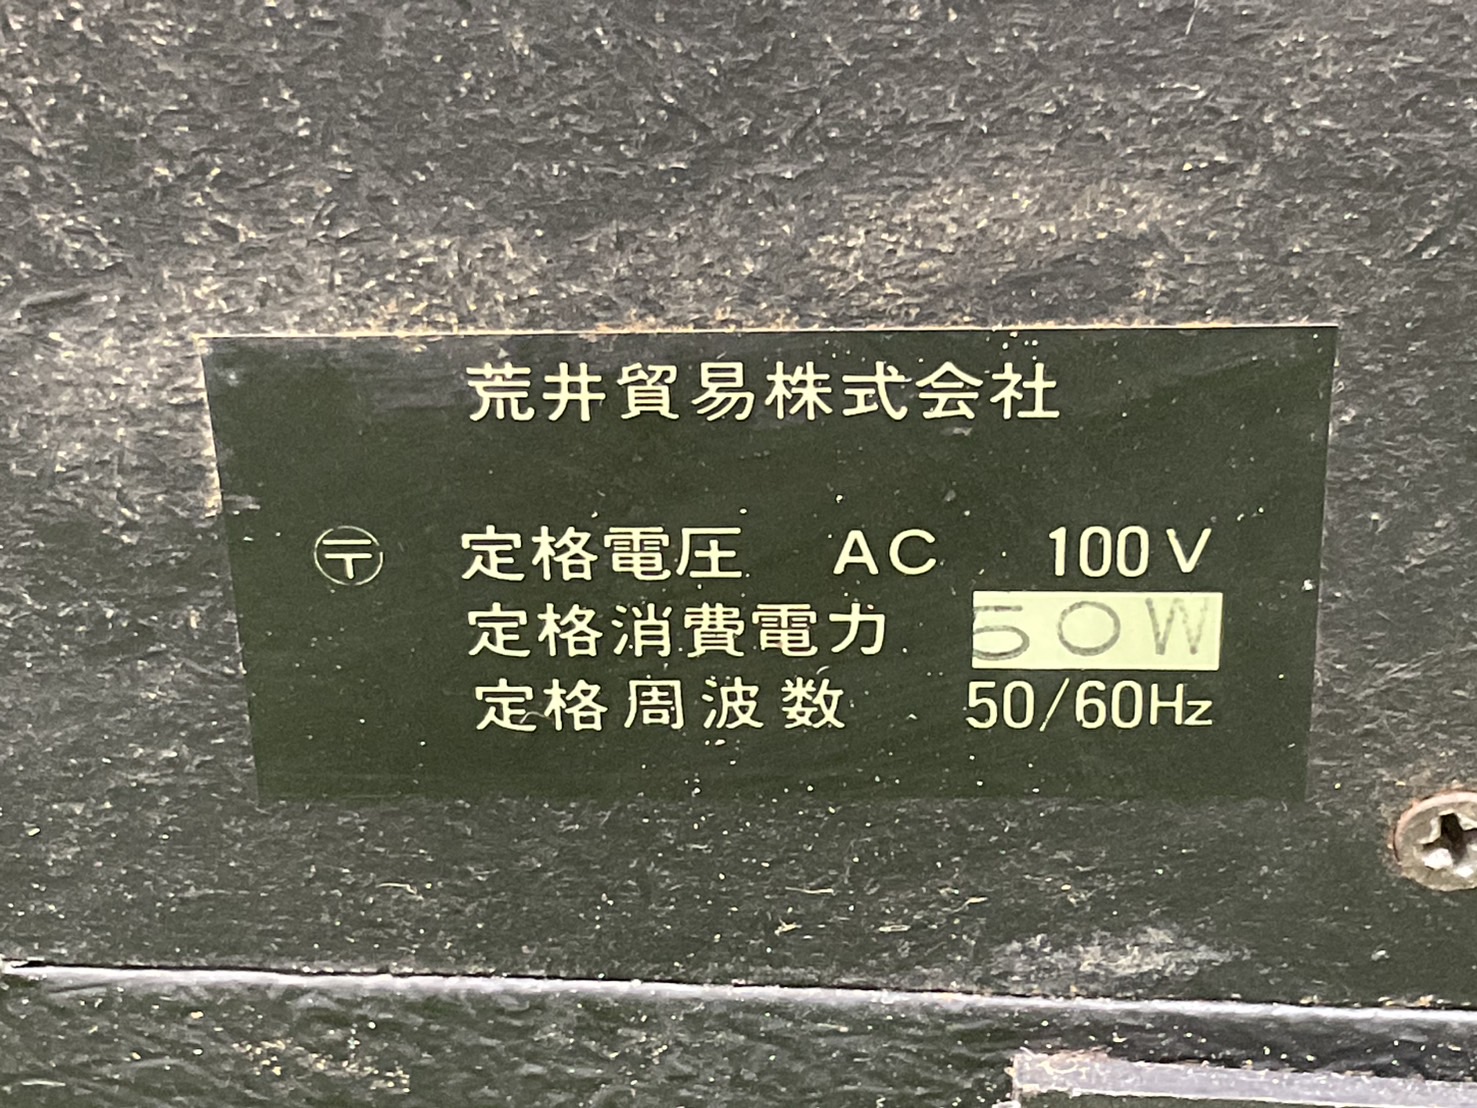 荒井貿易株式会社
〒 定格電圧 AC 100V
定格消費電力 50W
定格周波数 50/60Hz